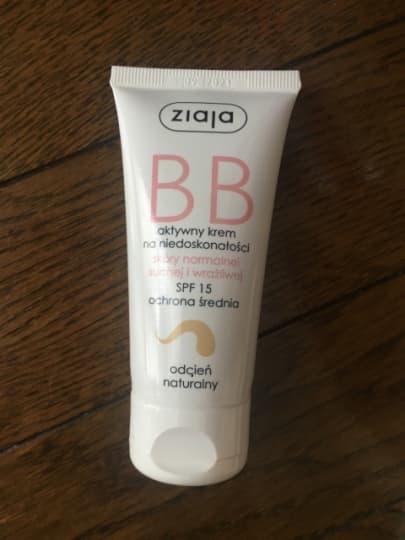 ziaja
BB
aktywny krem
na niedoskonałości
skóry normalnej
suchej i wrażliwej
SPF 15
ochrona średnia
odcień
naturalny